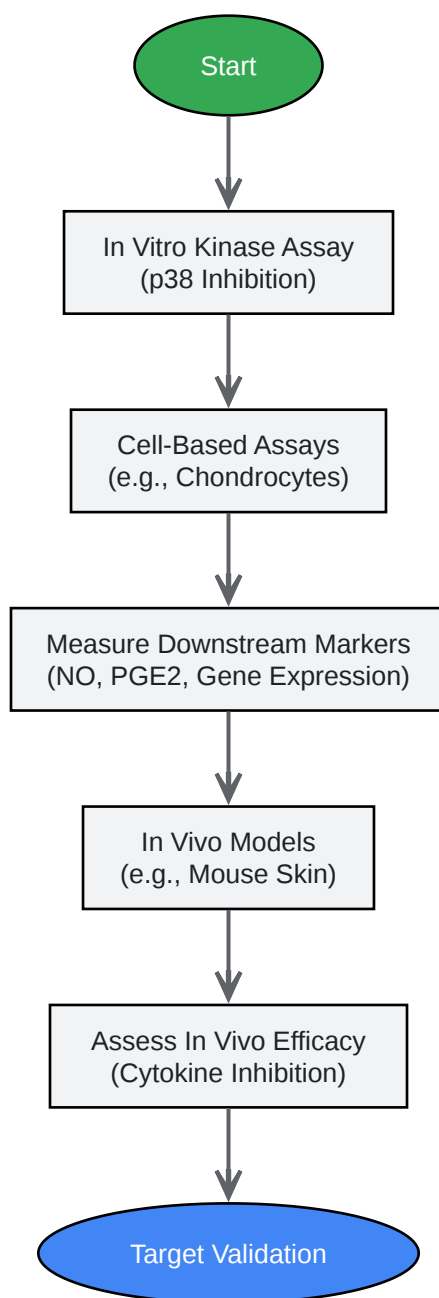 Start
In Vitro Kinase Assay
(p38 Inhibition)
Cell-Based Assays
(e.g., Chondrocytes)
Measure Downstream Markers
(NO, PGE2, Gene Expression)
In Vivo Models
(e.g., Mouse Skin)
Assess In Vivo Efficacy
(Cytokine Inhibition)
Target Validation